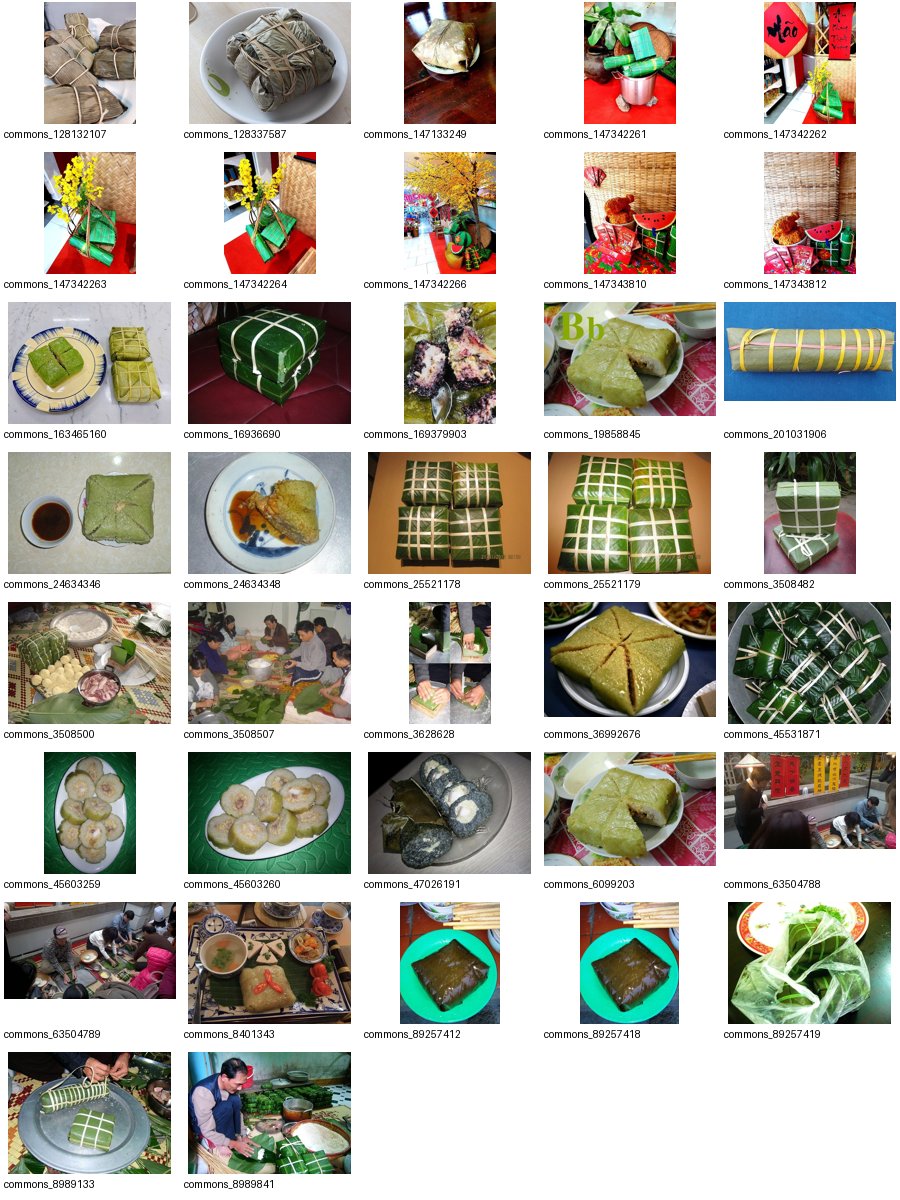 commons_128132107
commons_128337587
commons_147133249
commons_147342261
commons_147342262
commons_147342263
commons_147342264
commons_147342266
commons_147343810
commons_147343812
commons_163465160
commons_16936690
commons_169379903
Bb
commons_19858845
commons_201031906
commons_24634346
commons_24634348
commons_25521178
commons_25521179
commons_3508482
commons_3508500
commons_3508507
commons_3628628
commons_36992676
commons_45531871
commons_45603259
commons_45603260
commons_47026191
commons_6099203
commons_63504788
commons_63504789
commons_8401343
commons_89257412
commons_89257418
commons_89257419
commons_8989133
commons_8989841